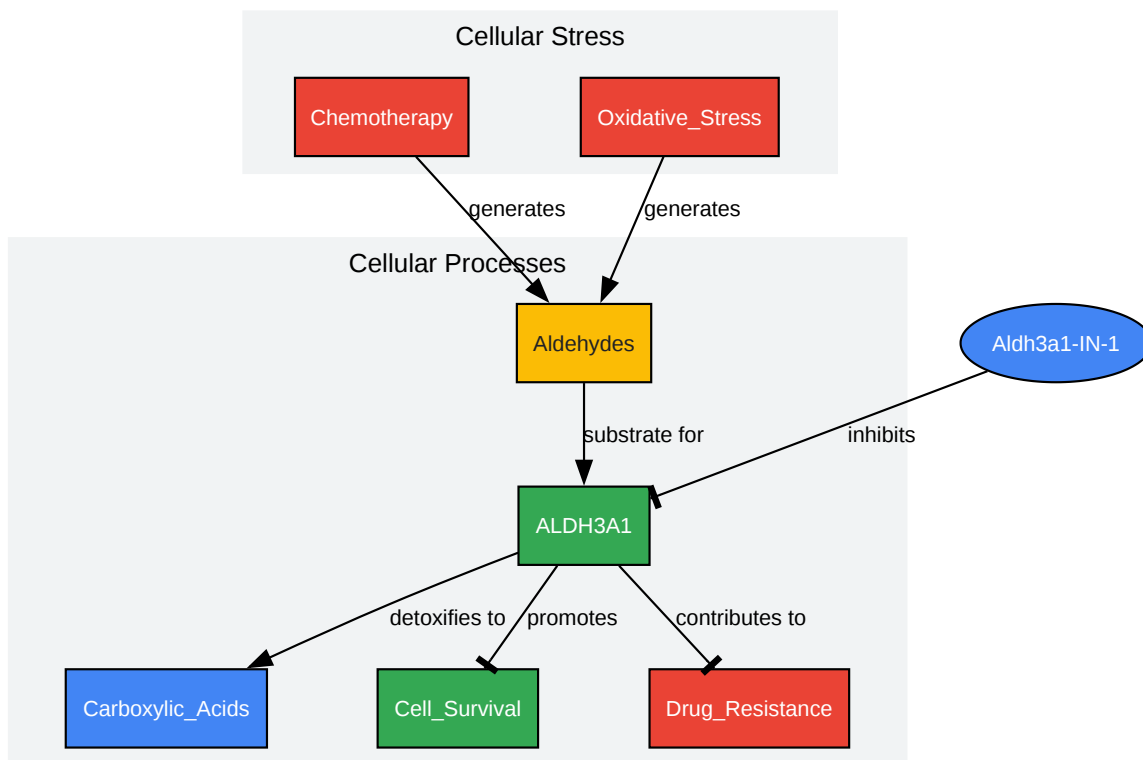 Cellular Stress
Chemotherapy
Oxidative_Stress
generates
generates
Cellular Processes
Aldehydes
Aldh3a1-IN-1
substrate for
inhibits
ALDH3A1
detoxifies to
promotes
contributes to
Carboxylic_Acids
Cell_Survival
Drug_Resistance